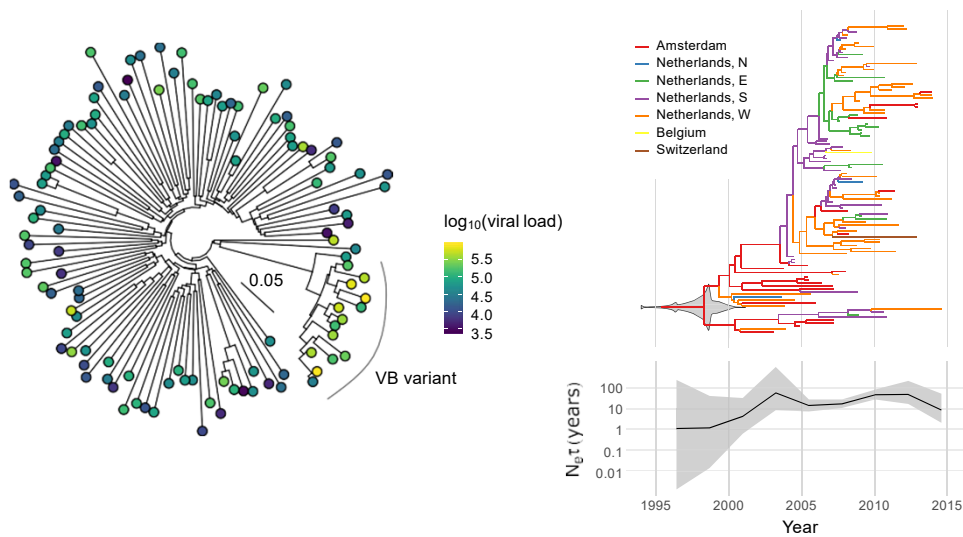 Amsterdam
Netherlands, N
Netherlands, E
Netherlands, S
Netherlands, W
Belgium
Switzerland
log₁₀(viral load)
5.5
5.0
4.5
4.0
3.5
0.05
VB variant
100
10
1
0.1
0.01
Nₑτ (years)
1995
2000
2005
2010
2015
Year